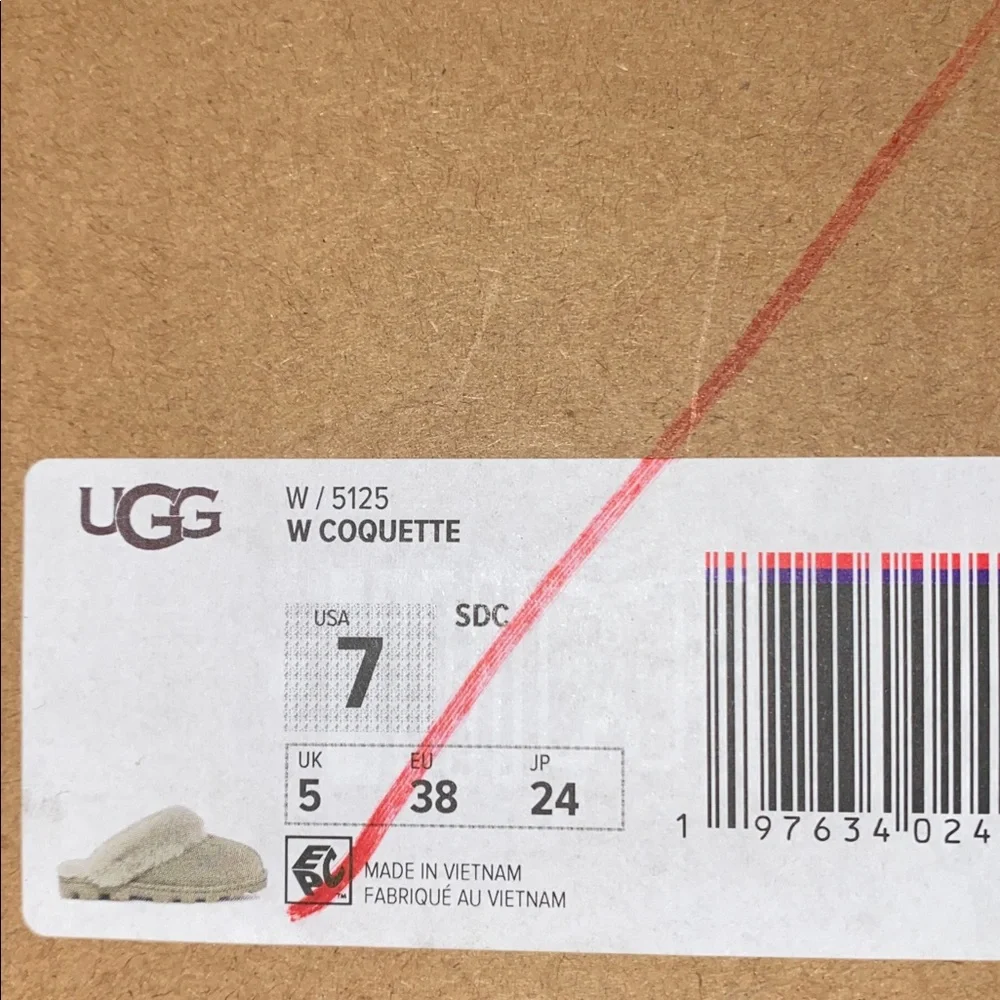 UGG
W / 5125
W COQUETTE
USA
7
SDC
UK EU JP
5 38 24
1 97634 024
EPC™
MADE IN VIETNAM
FABRIQUÉ AU VIETNAM